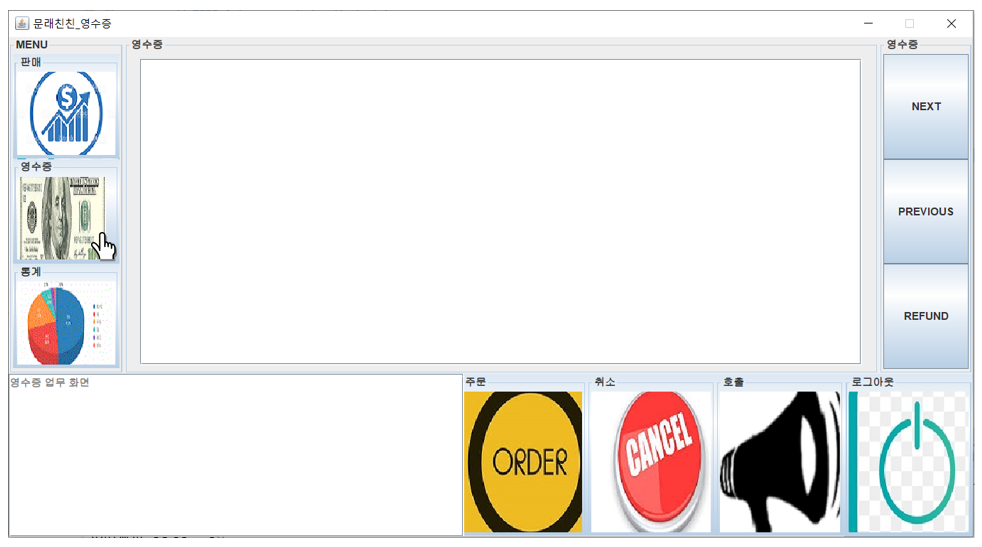 문래친친_영수증
MENU
영수증
영수증
판매
영수증
통계
NEXT
PREVIOUS
REFUND
영수증 업무 화면
주문
취소
호출
로그아웃
ORDER
CANCEL